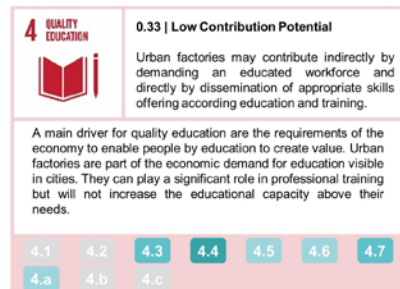 4 QUALITY
EDUCATION
0.33 | Low Contribution Potential
Urban factories may contribute indirectly by
demanding an educated workforce and
directly by dissemination of appropriate skills
offering according education and training.
A main driver for quality education are the requirements of the
economy to enable people by education to create value. Urban
factories are part of the economic demand for education visible
in cities. They can play a significant role in professional training
but will not increase the educational capacity above their
needs.
4.1 4.2 4.3 4.4 4.5 4.6 4.7
4.a 4.b 4.c